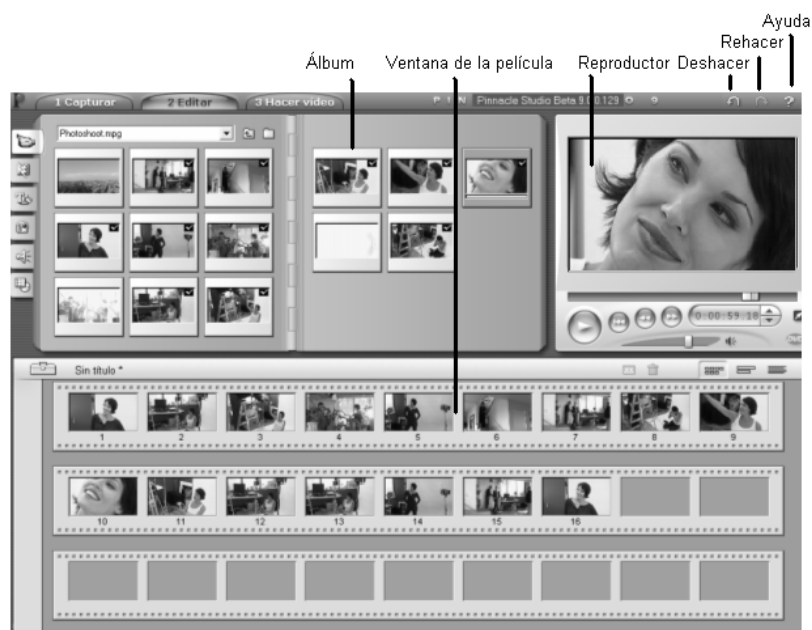 Ayuda
Rehacer
Álbum Ventana de la película Reproductor Deshacer
1 Capturar 2 Editar 3 Hacer vídeo Pinnacle Studio Beta 9.0.0.129
Photoshoot.mpg
0:00:59.18
Sin título *
1 2 3 4 5 6 7 8 9
10 11 12 13 14 15 16